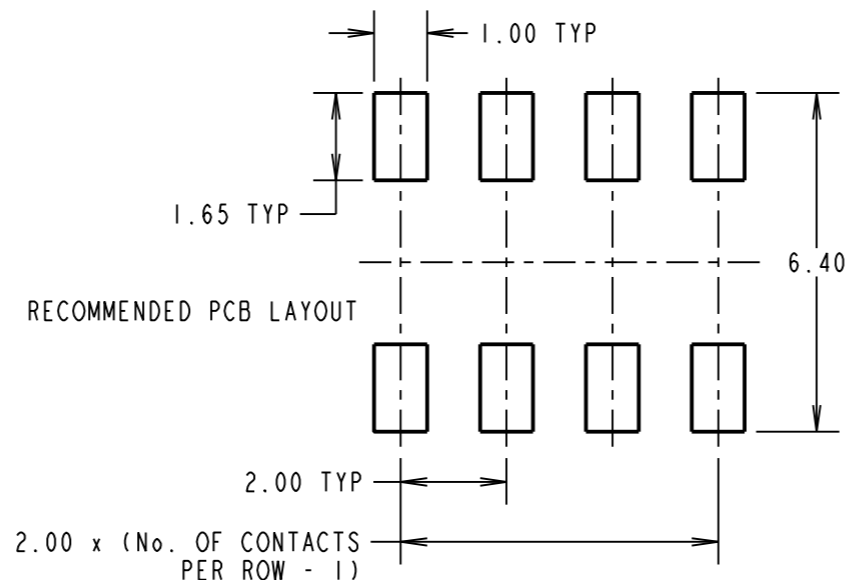 1.00 TYP
1.65 TYP
6.40
RECOMMENDED PCB LAYOUT
2.00 TYP
2.00 x (No. OF CONTACTS
PER ROW - 1)